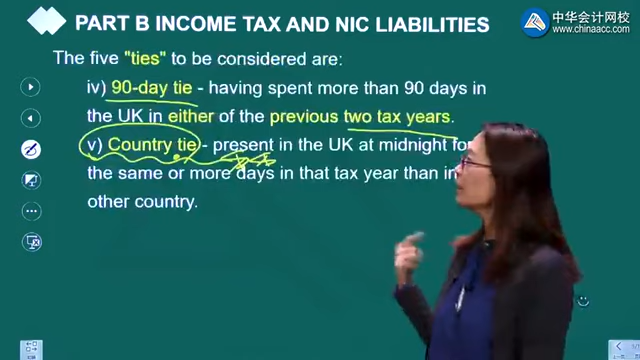 PART B INCOME TAX AND NIC LIABILITIES
中华会计网校
www.chinaacc.com
The five "ties" to be considered are:
iv) 90-day tie - having spent more than 90 days in
the UK in either of the previous two tax years.
v) Country tie - present in the UK at midnight for
the same or more days in that tax year than in
other country.